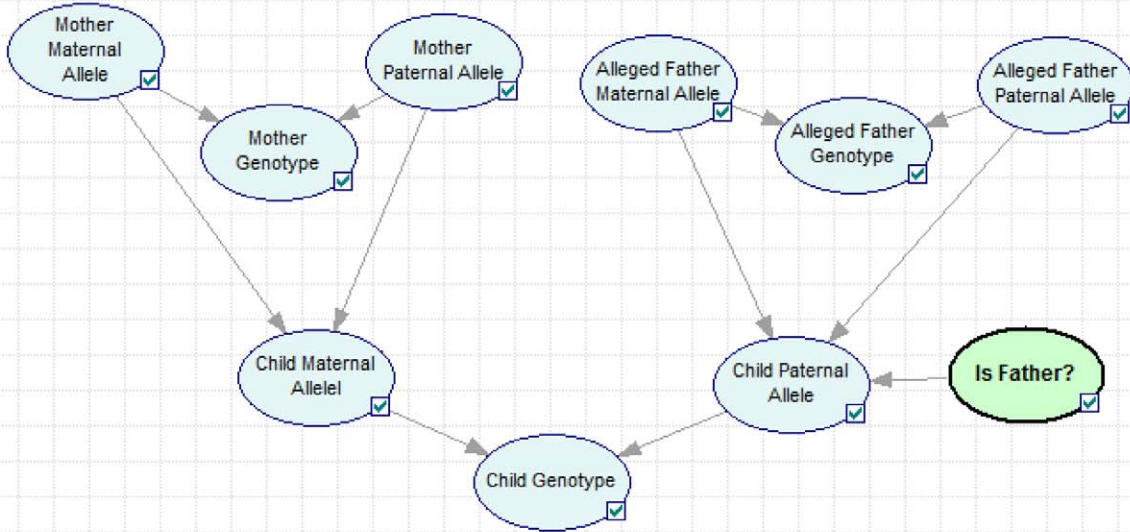 Mother
Maternal
Allele
Mother
Paternal Allele
Alleged Father
Maternal Allele
Alleged Father
Paternal Allele
Mother
Genotype
Alleged Father
Genotype
Child Maternal
Allelel
Child Paternal
Allele
Is Father?
Child Genotype